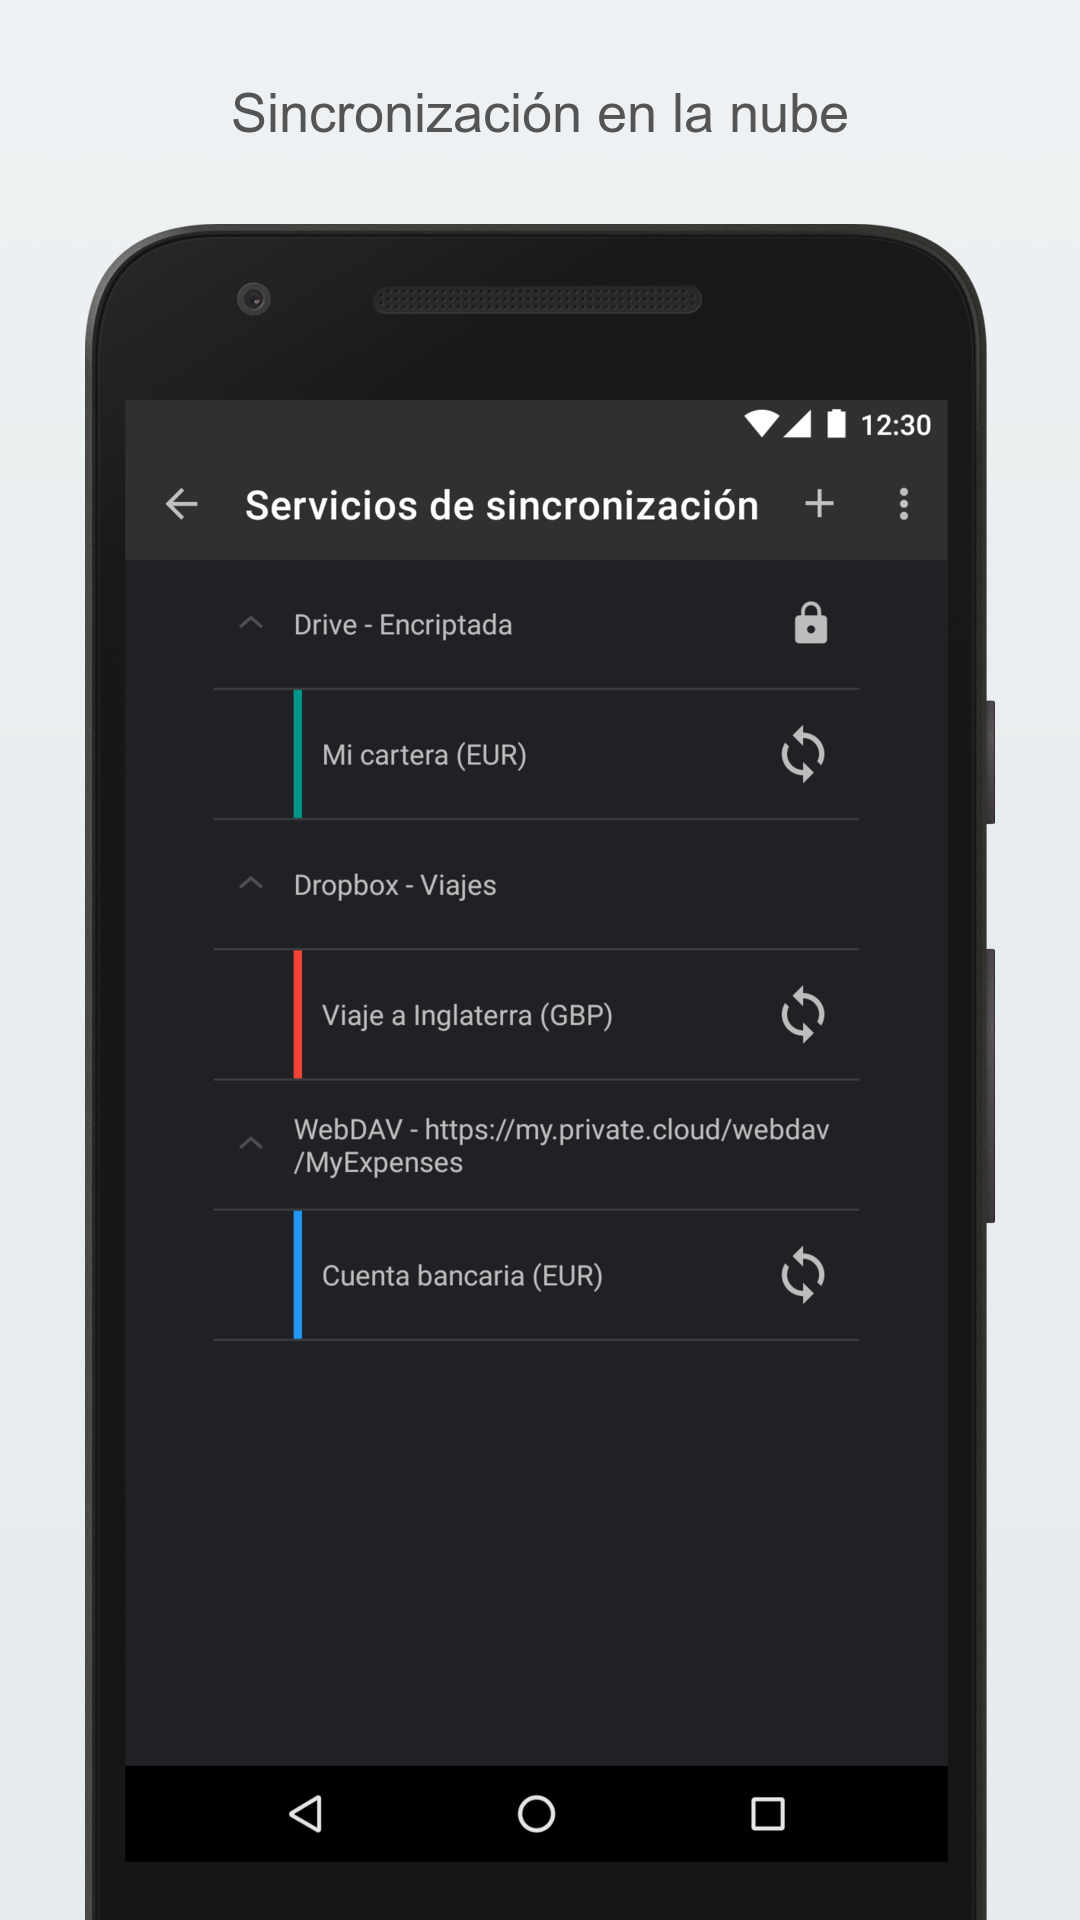 Sincronización en la nube
12:30
Servicios de sincronización
Drive - Encriptada
Mi cartera (EUR)
Dropbox - Viajes
Viaje a Inglaterra (GBP)
WebDAV - https://my.private.cloud/webdav
/MyExpenses
Cuenta bancaria (EUR)